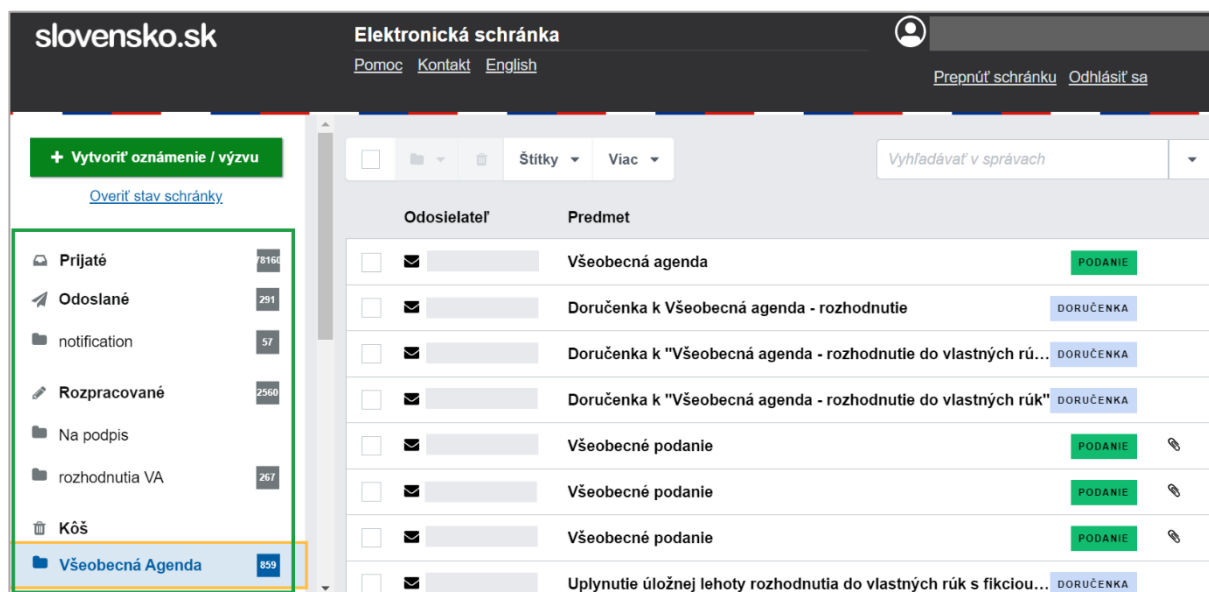 slovensko.sk
Elektronická schránka
Pomoc Kontakt English
Prepnúť schránku Odhlásiť sa
+ Vytvoriť oznámenie / výzvu
Overiť stav schránky
Prijaté 78160
Odoslané 291
notification 57
Rozpracované 2560
Na podpis
rozhodnutia VA 267
Kôš
Všeobecná Agenda 859
Štítky Viac
Vyhľadávať v správach
Odosielateľ Predmet
Všeobecná agenda PODANIE
Doručenka k Všeobecná agenda - rozhodnutie DORUČENKA
Doručenka k "Všeobecná agenda - rozhodnutie do vlastných rú... DORUČENKA
Doručenka k "Všeobecná agenda - rozhodnutie do vlastných rúk" DORUČENKA
Všeobecné podanie PODANIE
Všeobecné podanie PODANIE
Všeobecné podanie PODANIE
Uplynutie úložnej lehoty rozhodnutia do vlastných rúk s fikciou... DORUČENKA